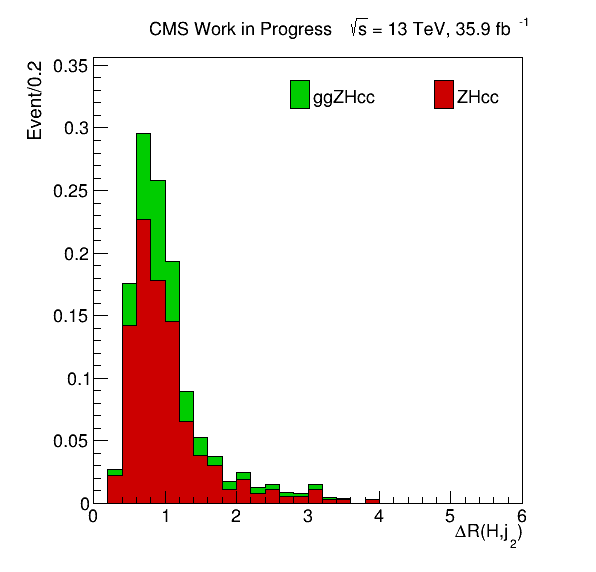 CMS Work in Progress √s = 13 TeV, 35.9 fb -1
Event/0.2
ggZHcc
ZHcc
0.35
0.3
0.25
0.2
0.15
0.1
0.05
0
0 1 2 3 4 5 6
ΔR(H,j2)